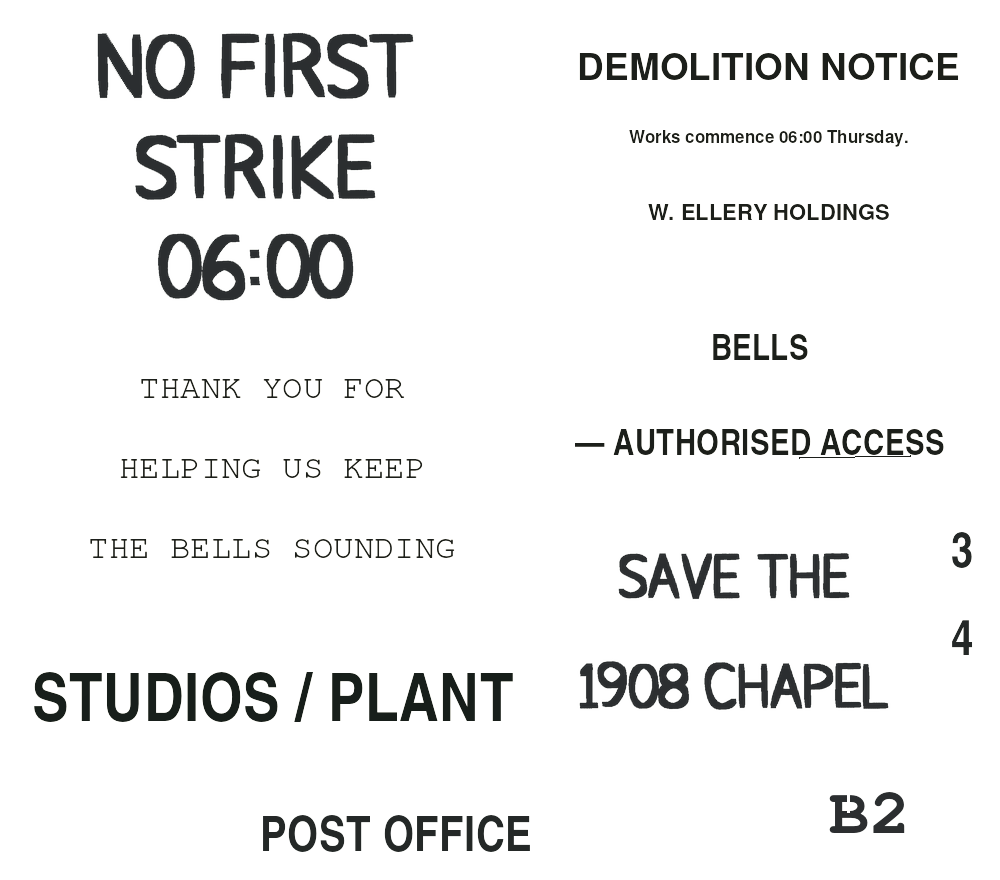 NO FIRST
STRIKE
06:00
THANK YOU FOR
HELPING US KEEP
THE BELLS SOUNDING
STUDIOS / PLANT
POST OFFICE
DEMOLITION NOTICE
Works commence 06:00 Thursday.
W. ELLERY HOLDINGS
BELLS
— AUTHORISED ACCESS
SAVE THE
1908 CHAPEL
3
4
B2